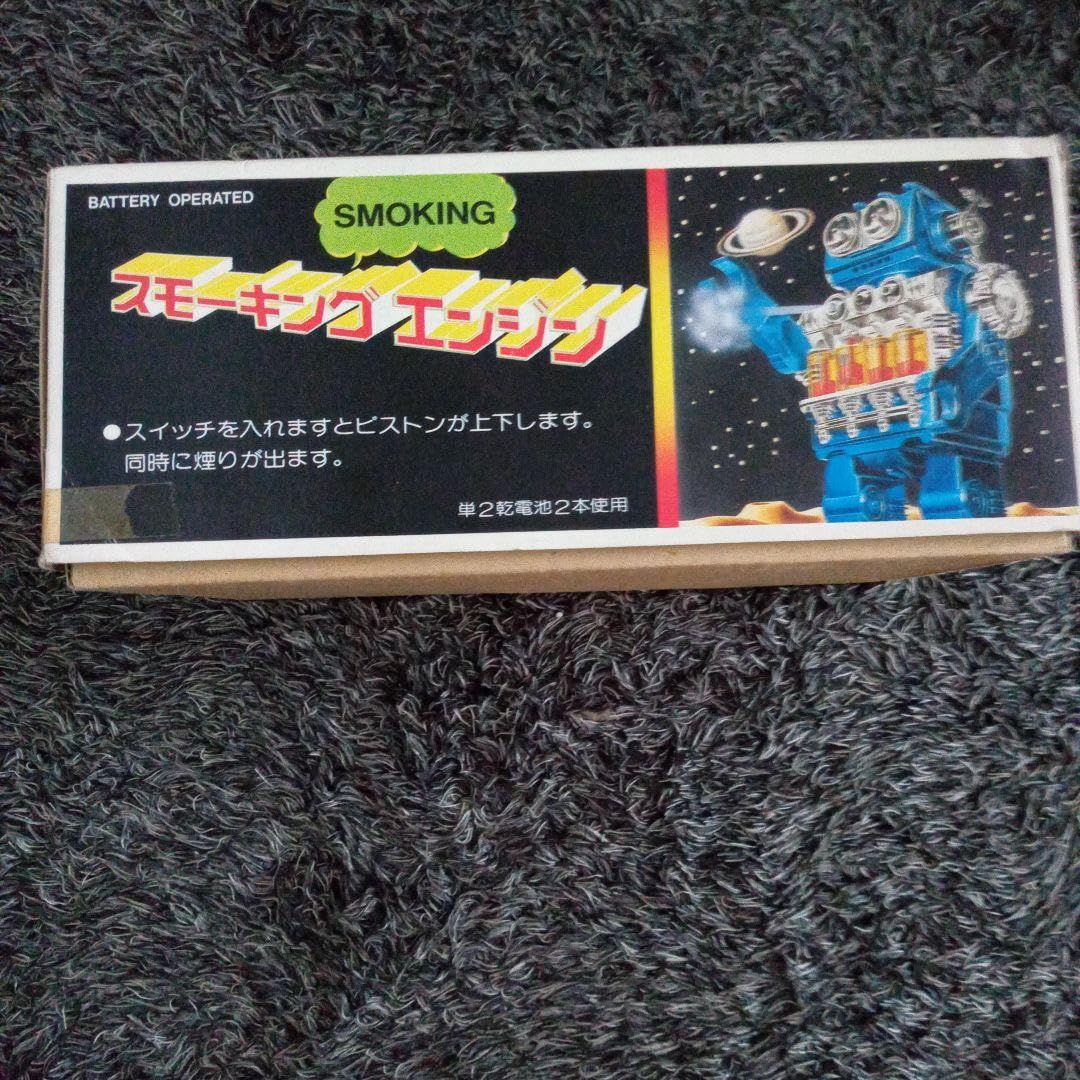 BATTERY OPERATED
SMOKING
スモーキング エンジン
●スイッチを入れますとピストンが上下します。
同時に煙りが出ます。
単2乾電池2本使用